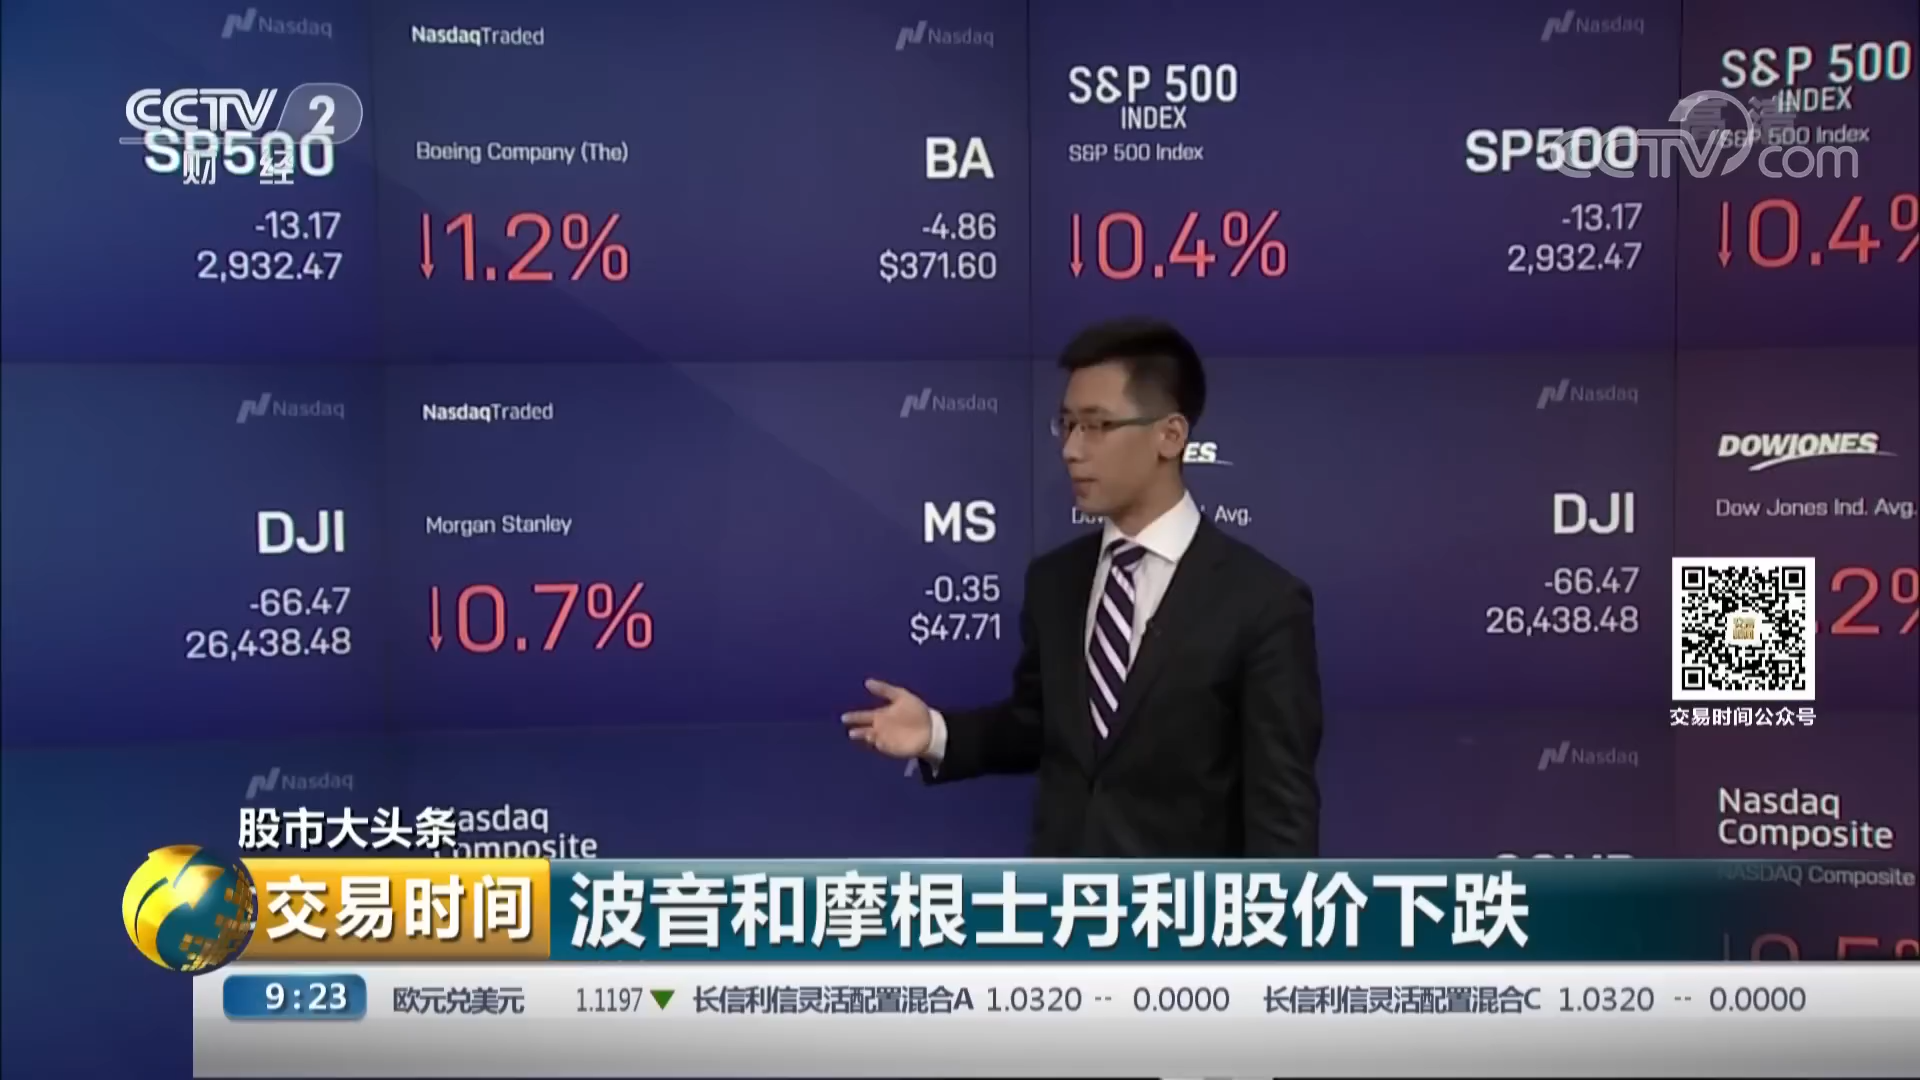 Nasdaq
NasdaqTraded
Nasdaq
Nasdaq
S&P 500
INDEX
S&P 500 Index
↓0.4%
CCTV 2
财经
SP500
-13.17
2,932.47
Boeing Company (The)
BA
↓1.2%
-4.86
$371.60
S&P 500
INDEX
S&P 500 Index
↓0.4%
SP500
-13.17
2,932.47
高清
CCTV.com
Nasdaq
NasdaqTraded
Nasdaq
Nasdaq
DJI
-66.47
26,438.48
Morgan Stanley
MS
↓0.7%
-0.35
$47.71
ES
Avg.
DJI
-66.47
26,438.48
DOWJONES
Dow Jones Ind. Avg.
.2%
交易时间公众号
Nasdaq
Nasdaq
asdaq
omposite
Nasdaq
Composite
NASDAQ Composite
股市大头条
交易时间
波音和摩根士丹利股价下跌
9:23
欧元兑美元 1.1197▼ 长信利信灵活配置混合A 1.0320 -- 0.0000 长信利信灵活配置混合C 1.0320 -- 0.0000